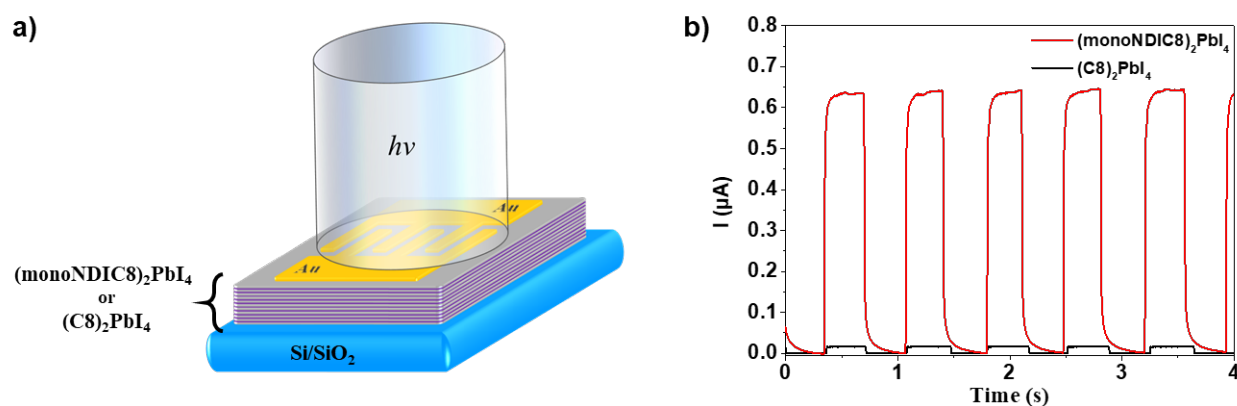 a)
hν
Au
Au
(monoNDIC8)₂PbI₄
or
(C8)₂PbI₄
Si/SiO₂
b)
(monoNDIC8)₂PbI₄
(C8)₂PbI₄
I (µA)
0.8
0.7
0.6
0.5
0.4
0.3
0.2
0.1
0.0
0 1 2 3 4
Time (s)